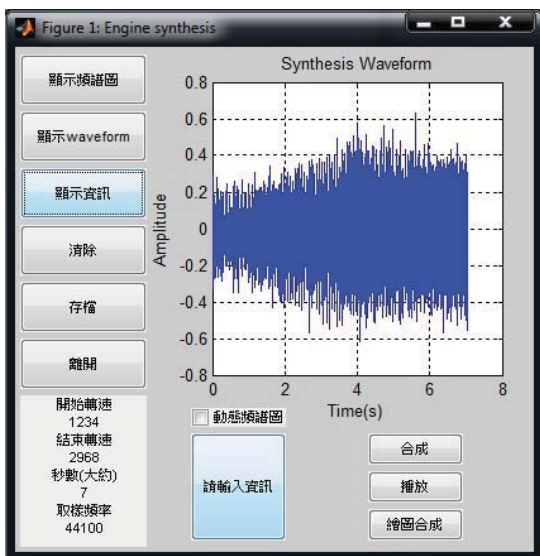 Figure 1: Engine synthesis
顯示頻譜圖
顯示waveform
顯示資訊
清除
存檔
離開
開始轉速
1234
結束轉速
2968
秒數(大約)
7
取樣頻率
44100
Synthesis Waveform
Amplitude
0.8
0.6
0.4
0.2
0
-0.2
-0.4
-0.6
-0.8
0 2 4 6 8
Time(s)
動態頻譜圖
請輸入資訊
合成
播放
繪圖合成